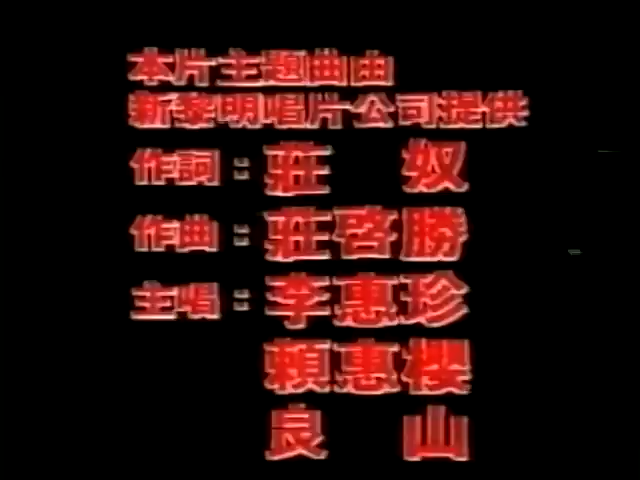 本片主題曲由
新黎明唱片公司提供
作詞：莊 奴
作曲：莊啓勝
主唱：李惠珍
賴惠櫻
良 山